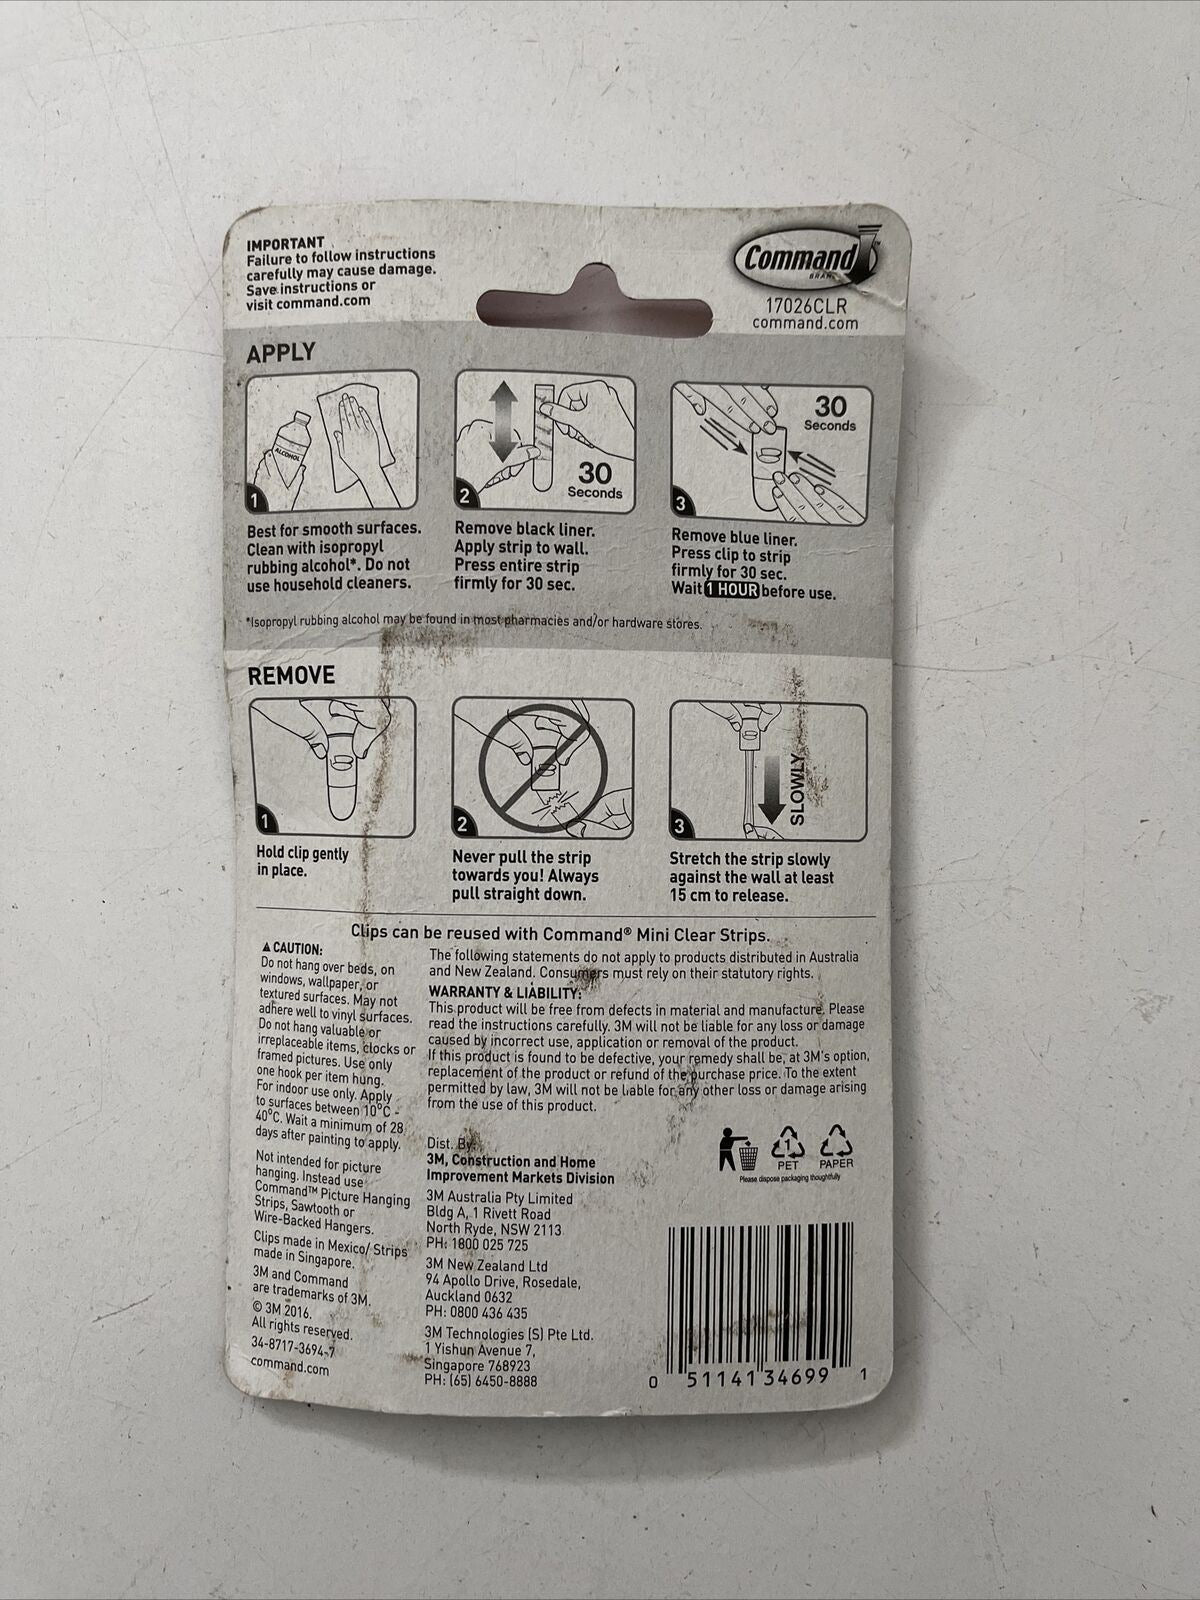 IMPORTANT
Failure to follow instructions
carefully may cause damage.
Save instructions or
visit command.com
Command™
BRAND
17026CLR
command.com
APPLY
ALCOHOL
1
Best for smooth surfaces.
Clean with isopropyl
rubbing alcohol*. Do not
use household cleaners.
30
Seconds
2
Remove black liner.
Apply strip to wall.
Press entire strip
firmly for 30 sec.
30
Seconds
3
Remove blue liner.
Press clip to strip
firmly for 30 sec.
Wait 1 HOUR before use.
*Isopropyl rubbing alcohol may be found in most pharmacies and/or hardware stores.
REMOVE
1
Hold clip gently
in place.
2
Never pull the strip
towards you! Always
pull straight down.
SLOWLY
3
Stretch the strip slowly
against the wall at least
15 cm to release.
Clips can be reused with Command® Mini Clear Strips.
▲ CAUTION:
Do not hang over beds, on
windows, wallpaper, or
textured surfaces. May not
adhere well to vinyl surfaces.
Do not hang valuable or
irreplaceable items, clocks or
framed pictures. Use only
one hook per item hung.
For indoor use only. Apply
to surfaces between 10°C -
40°C. Wait a minimum of 28
days after painting to apply.
Not intended for picture
hanging. Instead use
Command™ Picture Hanging
Strips, Sawtooth or
Wire-Backed Hangers.
Clips made in Mexico/ Strips
made in Singapore.
3M and Command
are trademarks of 3M.
© 3M 2016.
All rights reserved.
34-8717-3694-7
command.com
The following statements do not apply to products distributed in Australia
and New Zealand. Consumers must rely on their statutory rights.
WARRANTY & LIABILITY:
This product will be free from defects in material and manufacture. Please
read the instructions carefully. 3M will not be liable for any loss or damage
caused by incorrect use, application or removal of the product.
If this product is found to be defective, your remedy shall be, at 3M's option,
replacement of the product or refund of the purchase price. To the extent
permitted by law, 3M will not be liable for any other loss or damage arising
from the use of this product.
Dist. By:
3M, Construction and Home
Improvement Markets Division
3M Australia Pty Limited
Bldg A, 1 Rivett Road
North Ryde, NSW 2113
PH: 1800 025 725
3M New Zealand Ltd
94 Apollo Drive, Rosedale,
Auckland 0632
PH: 0800 436 435
3M Technologies (S) Pte Ltd.
1 Yishun Avenue 7,
Singapore 768923
PH: (65) 6450-8888
1
PET
PAPER
Please dispose packaging thoughtfully
0 51141 34699 1